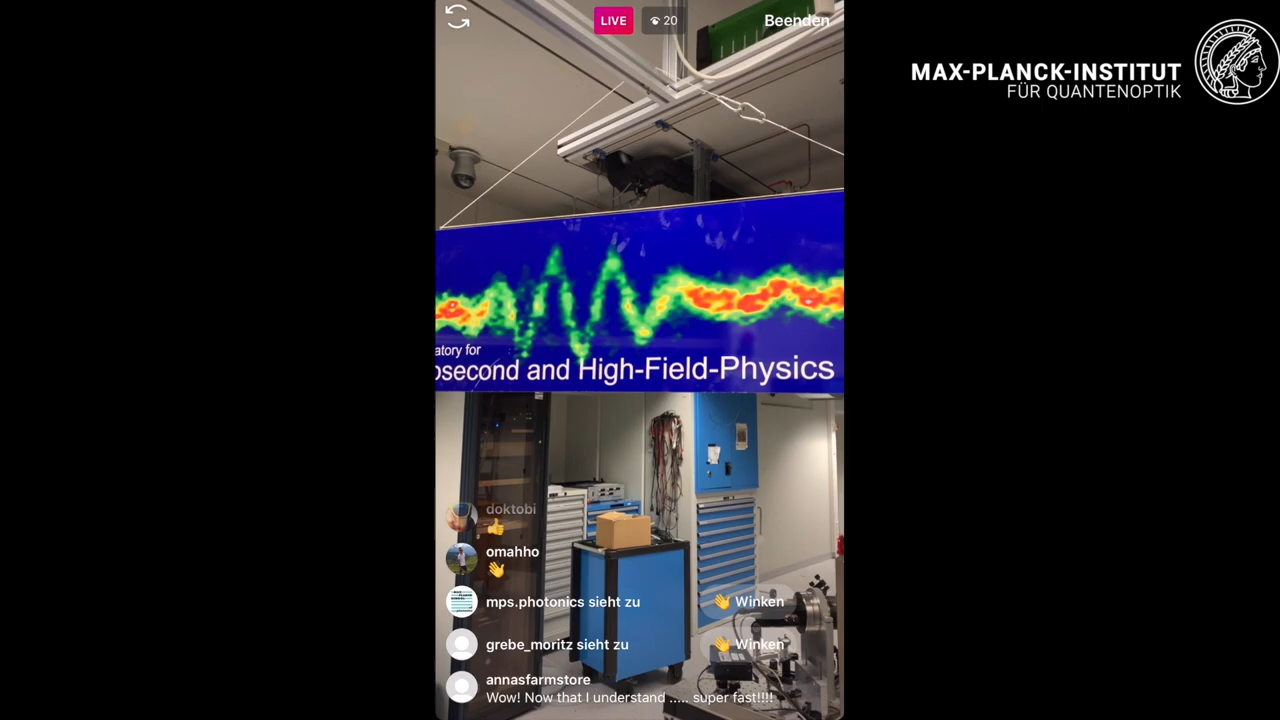 LIVE
20
Beenden
MAX-PLANCK-INSTITUT
FÜR QUANTENOPTIK
atory for
osecond and High-Field-Physics
doktobi
👍
omahho
👋
mps.photonics sieht zu
👋 Winken
grebe_moritz sieht zu
👋 Winken
annasfarmstore
Wow! Now that I understand ..... super fast!!!!